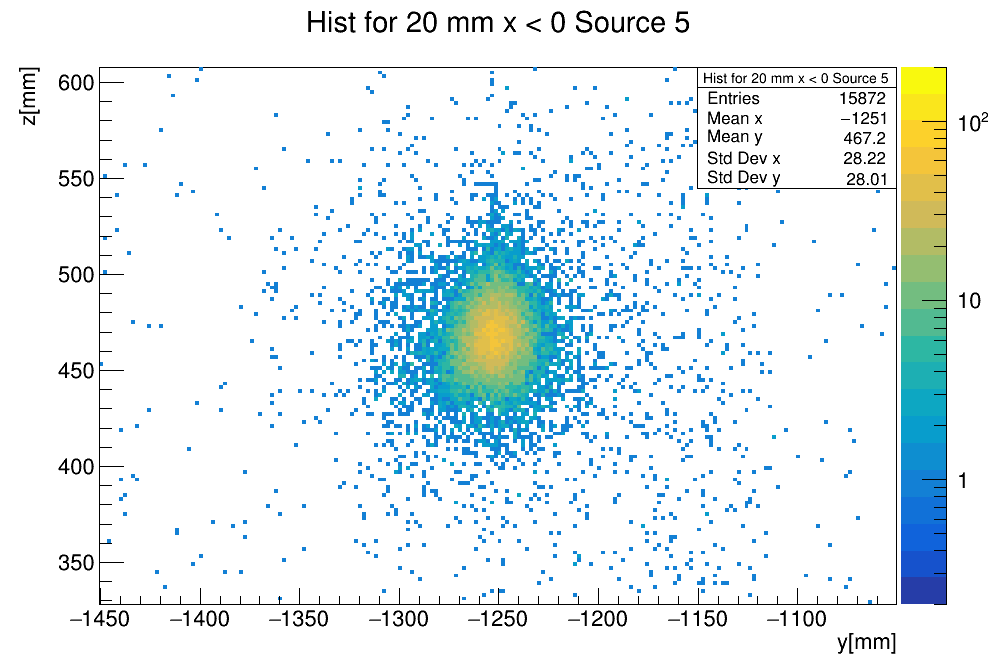 Hist for 20 mm x < 0 Source 5
z[mm]
600
550
500
450
400
350
Hist for 20 mm x < 0 Source 5
Entries 15872
Mean x −1251
Mean y 467.2
Std Dev x 28.22
Std Dev y 28.01
10²
10
1
−1450 −1400 −1350 −1300 −1250 −1200 −1150 −1100
y[mm]